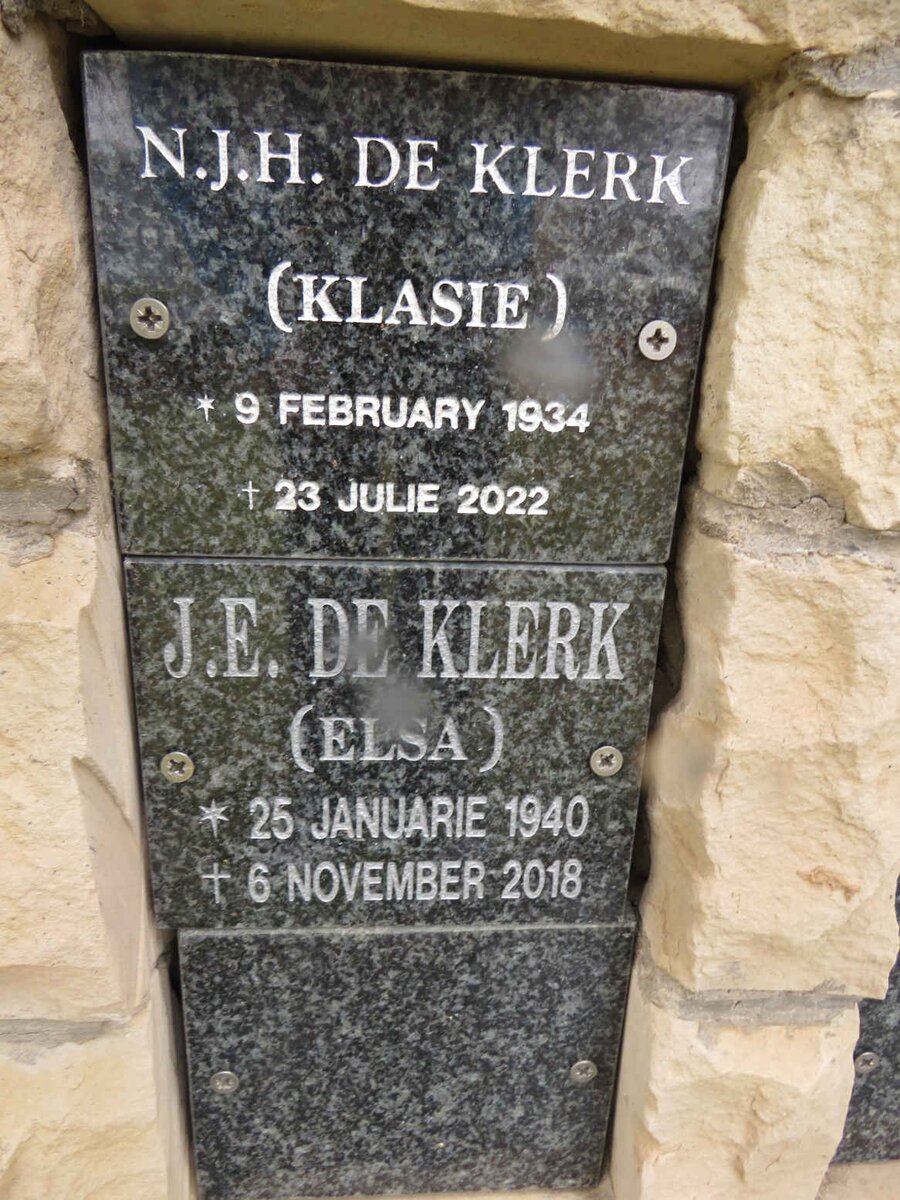 N.J.H. DE KLERK
(KLASIE)
* 9 FEBRUARY 1934
† 23 JULIE 2022
J.E. DE KLERK
(ELSA)
* 25 JANUARIE 1940
† 6 NOVEMBER 2018